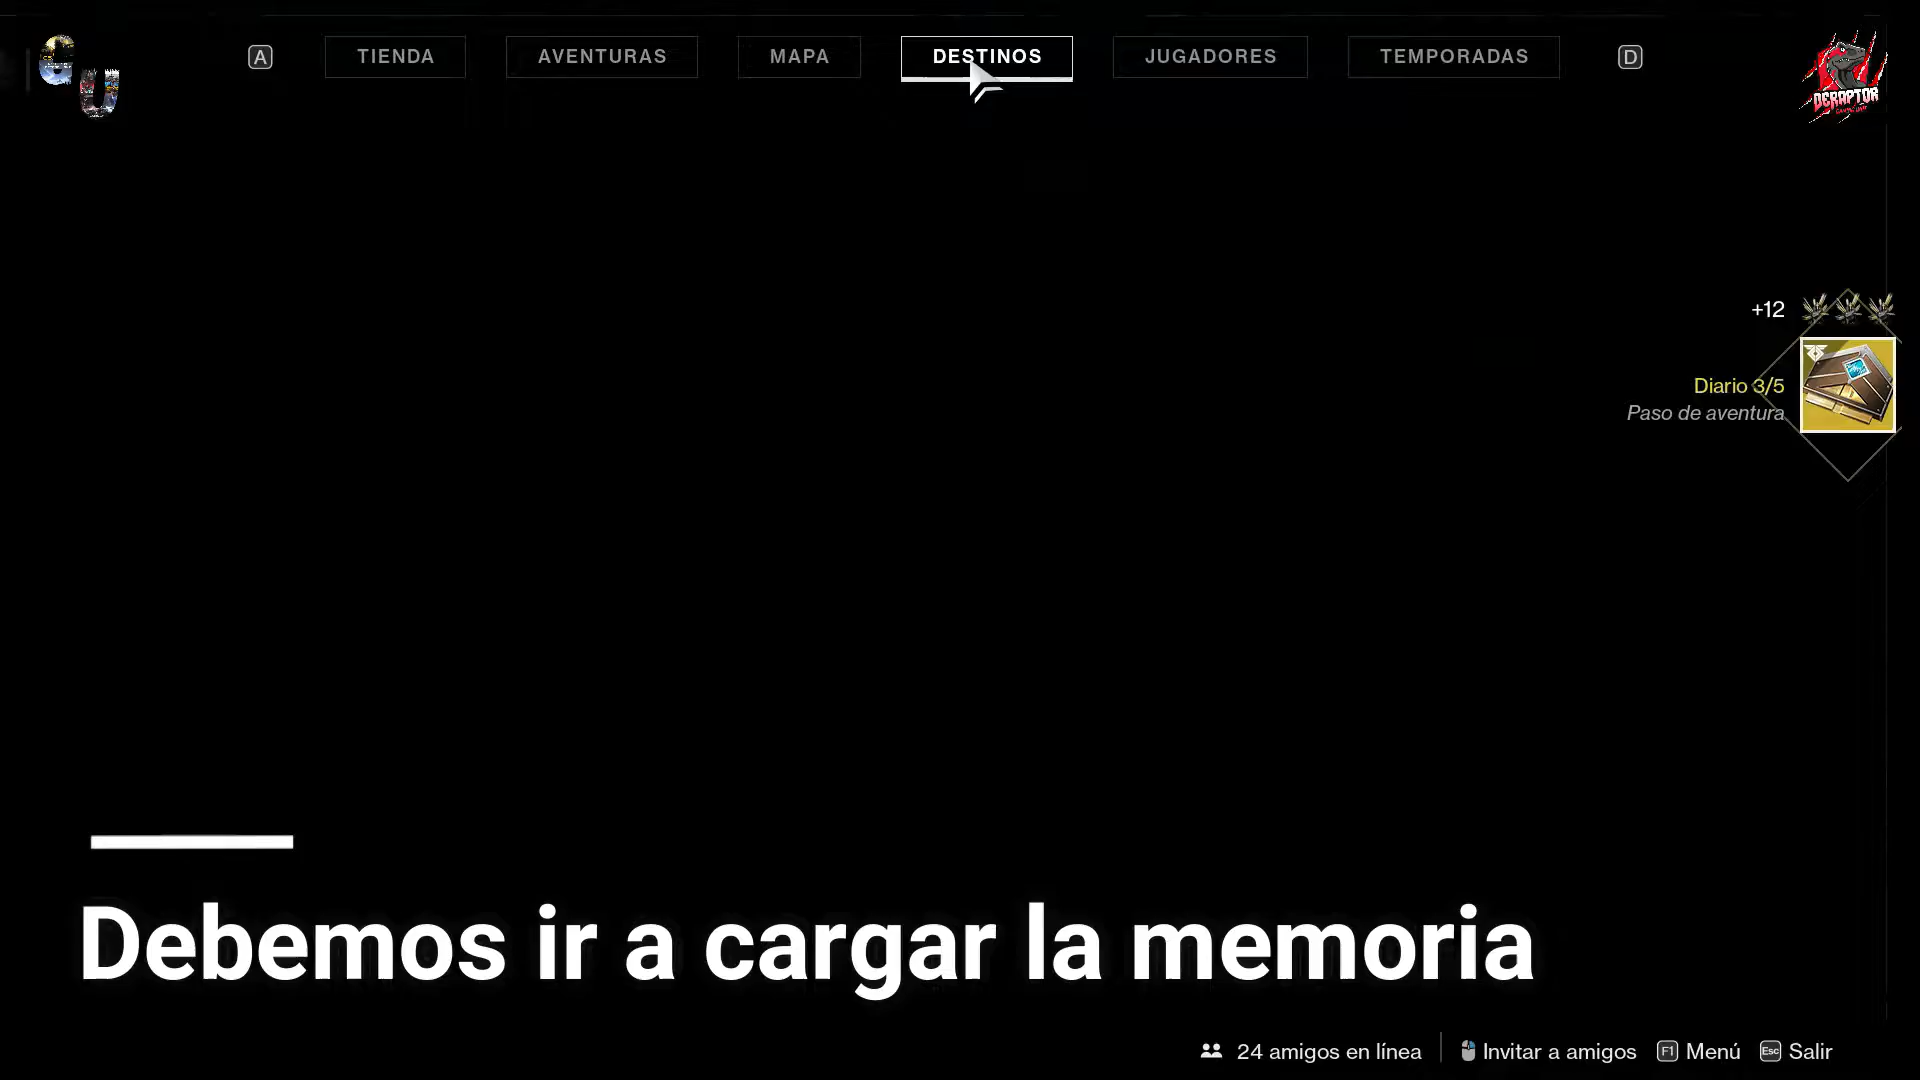 G U
A TIENDA AVENTURAS MAPA DESTINOS JUGADORES TEMPORADAS D
DERAPTOR
+12
Diario 3/5
Paso de aventura
Debemos ir a cargar la memoria
24 amigos en línea Invitar a amigos F1 Menú Esc Salir